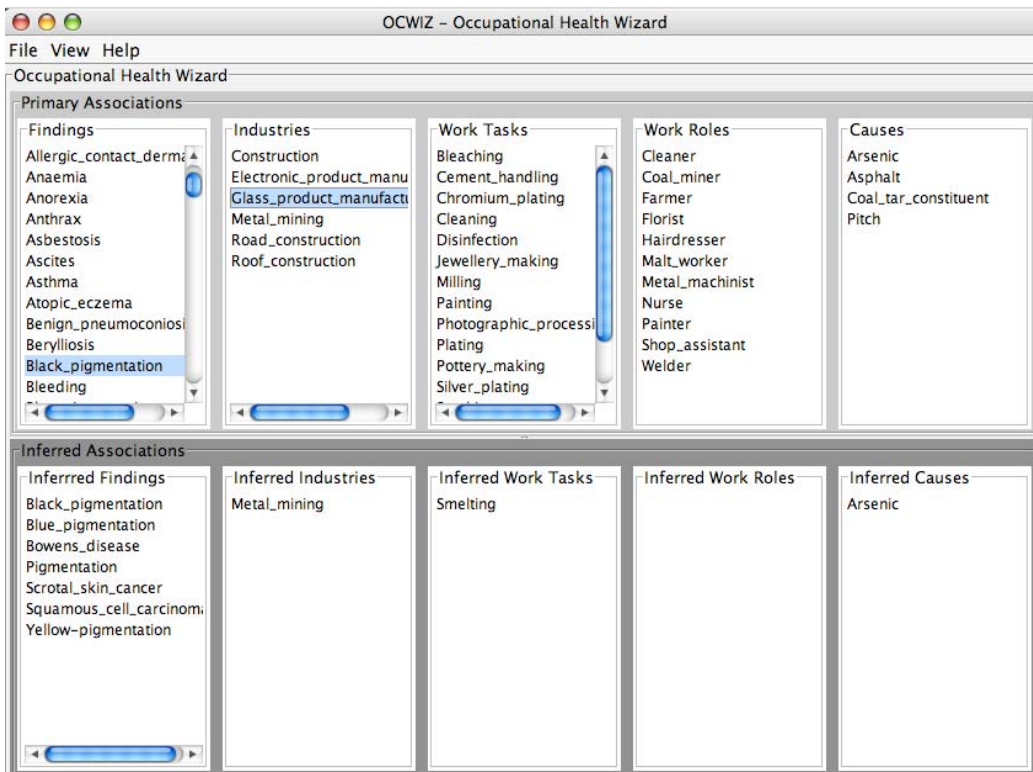 OCWIZ – Occupational Health Wizard
File View Help
Occupational Health Wizard
Primary Associations
Findings
Allergic_contact_derma
Anaemia
Anorexia
Anthrax
Asbestosis
Ascites
Asthma
Atopic_eczema
Benign_pneumoconiosi
Berylliosis
Black_pigmentation
Bleeding
Industries
Construction
Electronic_product_manu
Glass_product_manufactu
Metal_mining
Road_construction
Roof_construction
Work Tasks
Bleaching
Cement_handling
Chromium_plating
Cleaning
Disinfection
Jewellery_making
Milling
Painting
Photographic_processi
Plating
Pottery_making
Silver_plating
Work Roles
Cleaner
Coal_miner
Farmer
Florist
Hairdresser
Malt_worker
Metal_machinist
Nurse
Painter
Shop_assistant
Welder
Causes
Arsenic
Asphalt
Coal_tar_constituent
Pitch
Inferred Associations
Inferrred Findings
Black_pigmentation
Blue_pigmentation
Bowens_disease
Pigmentation
Scrotal_skin_cancer
Squamous_cell_carcinoma
Yellow-pigmentation
Inferred Industries
Metal_mining
Inferred Work Tasks
Smelting
Inferred Work Roles
Inferred Causes
Arsenic